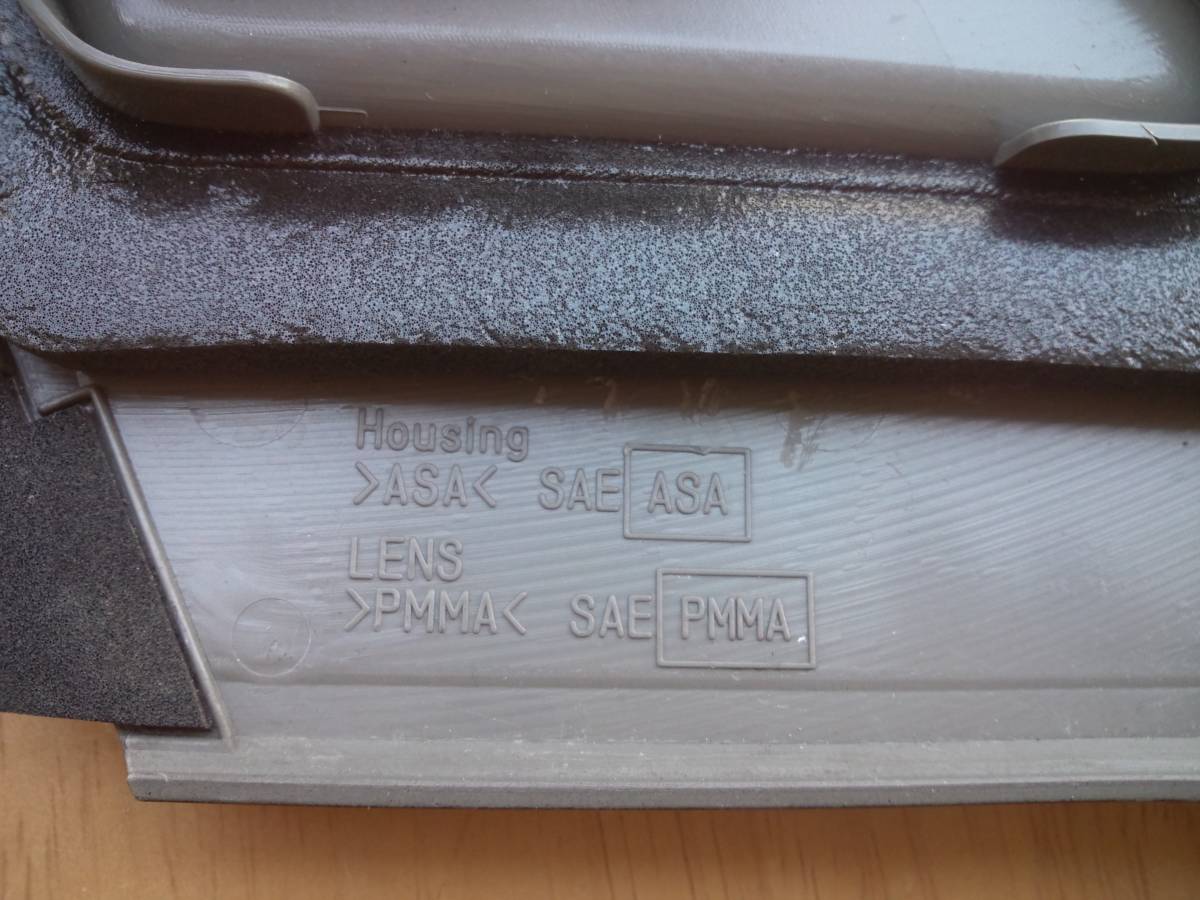 Housing
>ASA< SAE ASA
LENS
>PMMA< SAE PMMA